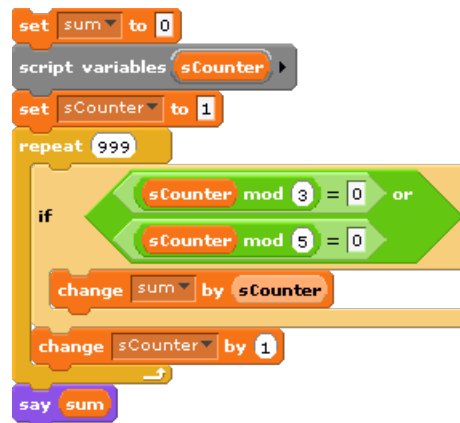 set sum to 0
script variables sCounter
set sCounter to 1
repeat 999
sCounter mod 3 = 0 or
if
sCounter mod 5 = 0
change sum by sCounter
change sCounter by 1
say sum